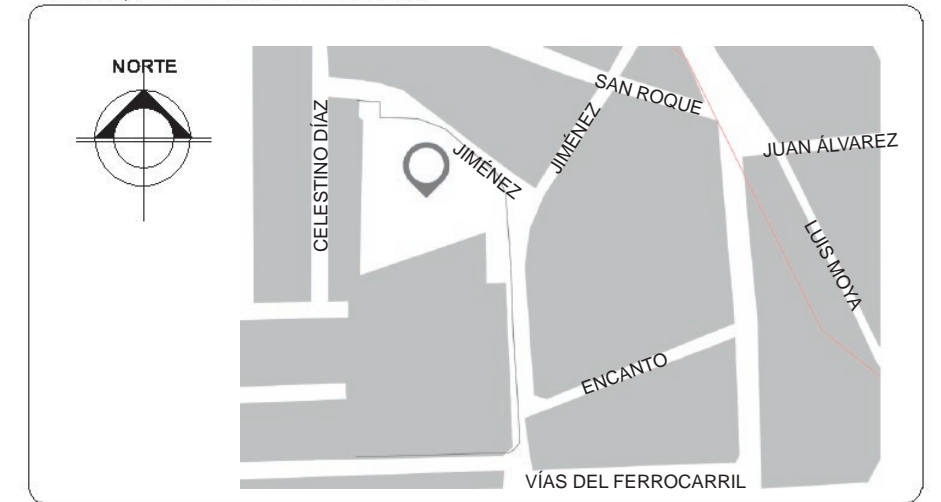 NORTE
SAN ROQUE
CELESTINO DÍAZ
JIMÉNEZ
JIMÉNEZ
JUAN ÁLVAREZ
LUIS MOYA
ENCANTO
VÍAS DEL FERROCARRIL